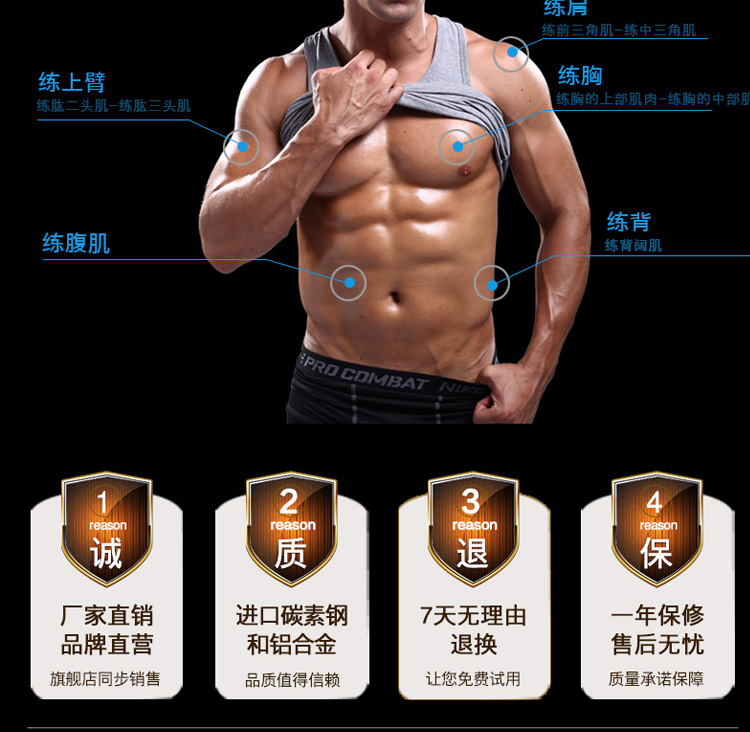 练肩
练前三角肌-练中三角肌
练上臂
练肱二头肌-练肱三头肌
练胸
练胸的上部肌肉-练胸的中部肌
练背
练背阔肌
练腹肌
PRO COMBAT NIKE
1
reason
诚
厂家直销
品牌直营
旗舰店同步销售
2
reason
质
进口碳素钢
和铝合金
品质值得信赖
3
reason
退
7天无理由
退换
让您免费试用
4
reason
保
一年保修
售后无忧
质量承诺保障